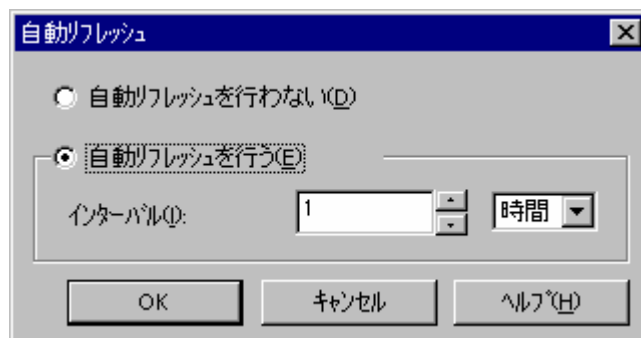 自動リフレッシュ
自動リフレッシュを行わない(D)
自動リフレッシュを行う(E)
インターバル(I): 1 時間
OK キャンセル ヘルプ(H)